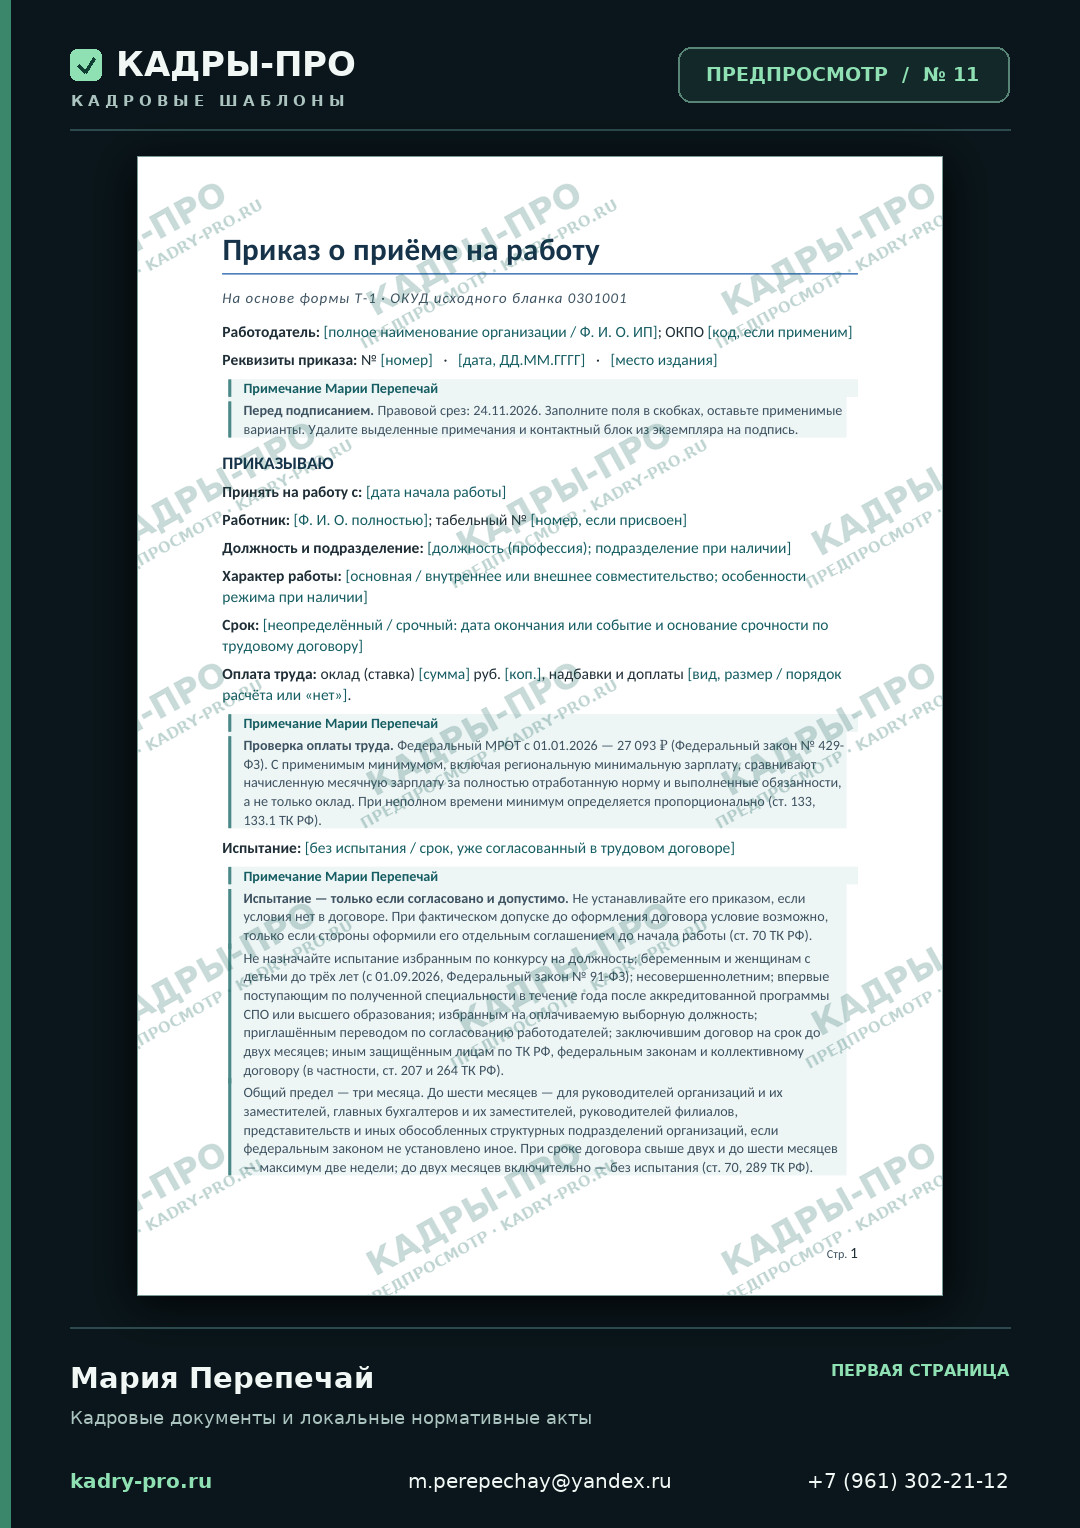 КАДРЫ-ПРО
КАДРОВЫЕ ШАБЛОНЫ
ПРЕДПРОСМОТР / № 11
Приказ о приёме на работу
На основе формы Т-1 · ОКУД исходного бланка 0301001
Работодатель: [полное наименование организации / Ф. И. О. ИП]; ОКПО [код, если применим]
Реквизиты приказа: № [номер] · [дата, ДД.ММ.ГГГГ] · [место издания]
Примечание Марии Перепечай
Перед подписанием. Правовой срез: 24.11.2026. Заполните поля в скобках, оставьте применимые
варианты. Удалите выделенные примечания и контактный блок из экземпляра на подпись.
ПРИКАЗЫВАЮ
Принять на работу с: [дата начала работы]
Работник: [Ф. И. О. полностью]; табельный № [номер, если присвоен]
Должность и подразделение: [должность (профессия); подразделение при наличии]
Характер работы: [основная / внутреннее или внешнее совместительство; особенности
режима при наличии]
Срок: [неопределённый / срочный: дата окончания или событие и основание срочности по
трудовому договору]
Оплата труда: оклад (ставка) [сумма] руб. [коп.], надбавки и доплаты [вид, размер / порядок
расчёта или «нет»].
Примечание Марии Перепечай
Проверка оплаты труда. Федеральный МРОТ с 01.01.2026 — 27 093 ₽ (Федеральный закон № 429-
ФЗ). С применимым минимумом, включая региональную минимальную зарплату, сравнивают
начисленную месячную зарплату за полностью отработанную норму и выполненные обязанности,
а не только оклад. При неполном времени минимум определяется пропорционально (ст. 133,
133.1 ТК РФ).
Испытание: [без испытания / срок, уже согласованный в трудовом договоре]
Примечание Марии Перепечай
Испытание — только если согласовано и допустимо. Не устанавливайте его приказом, если
условия нет в договоре. При фактическом допуске до оформления договора условие возможно,
только если стороны оформили его отдельным соглашением до начала работы (ст. 70 ТК РФ).
Не назначайте испытание избранным по конкурсу на должность; беременным и женщинам с
детьми до трёх лет (с 01.09.2026, Федеральный закон № 91-ФЗ); несовершеннолетним; впервые
поступающим по полученной специальности в течение года после аккредитованной программы
СПО или высшего образования; избранным на оплачиваемую выборную должность;
приглашённым переводом по согласованию работодателей; заключившим договор на срок до
двух месяцев; иным защищённым лицам по ТК РФ, федеральным законам и коллективному
договору (в частности, ст. 207 и 264 ТК РФ).
Общий предел — три месяца. До шести месяцев — для руководителей организаций и их
заместителей, главных бухгалтеров и их заместителей, руководителей филиалов,
представительств и иных обособленных структурных подразделений организаций, если
федеральным законом не установлено иное. При сроке договора свыше двух и до шести месяцев
— максимум две недели; до двух месяцев включительно — без испытания (ст. 70, 289 ТК РФ).
Стр. 1
Мария Перепечай
ПЕРВАЯ СТРАНИЦА
Кадровые документы и локальные нормативные акты
kadry-pro.ru
m.perepechay@yandex.ru
+7 (961) 302-21-12